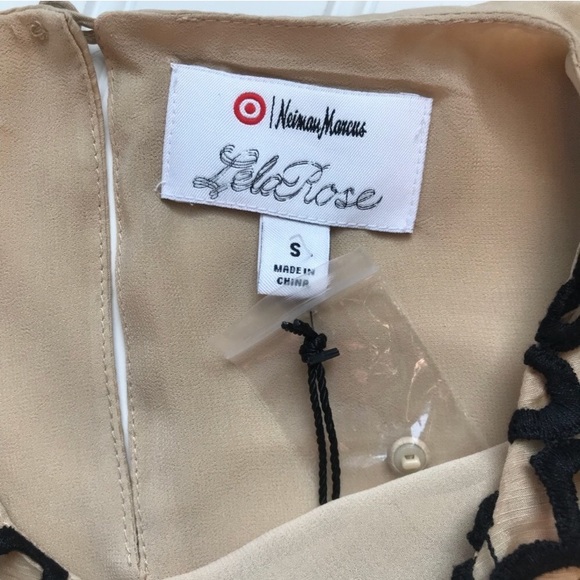 Neiman Marcus
Lela Rose
S
MADE IN
CHINA